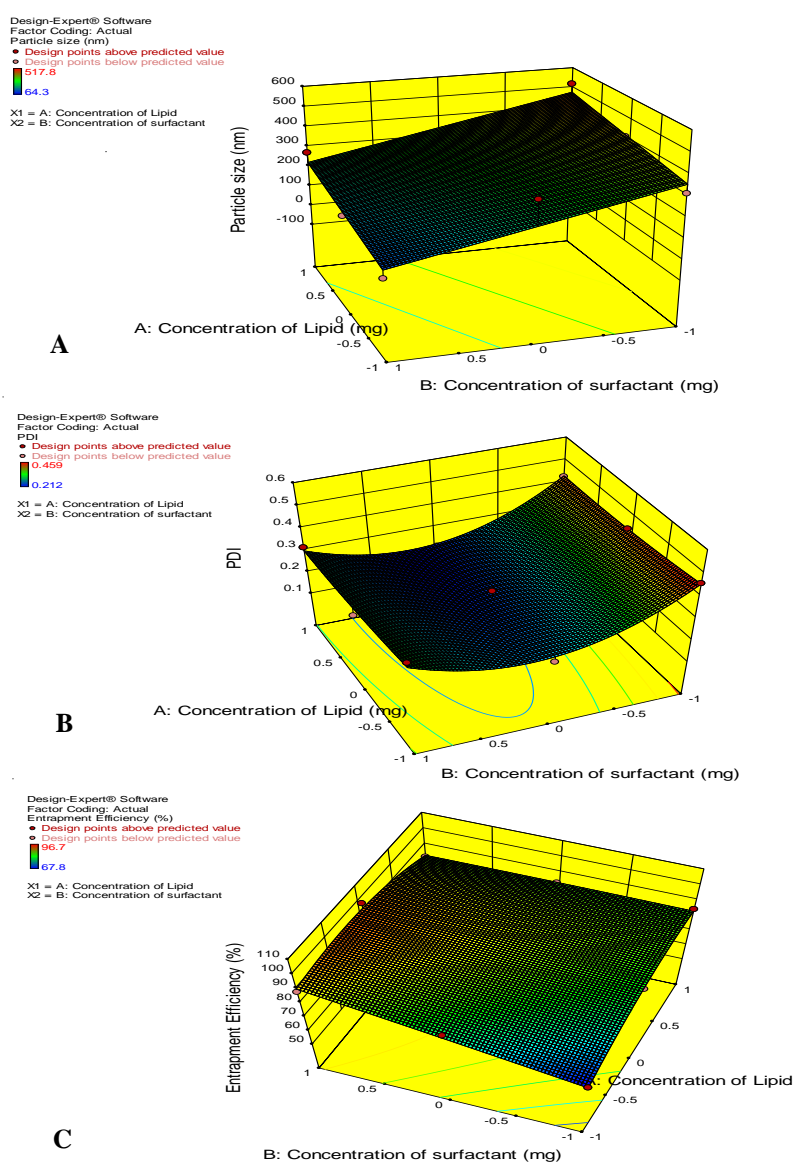 Design-Expert® Software
Factor Coding: Actual
Particle size (nm)
Design points above predicted value
Design points below predicted value
517.8
64.3
X1 = A: Concentration of Lipid
X2 = B: Concentration of surfactant
600
500
400
300
200
100
0
-100
Particle size (nm)
1
0.5
0
-0.5
-1
A: Concentration of Lipid (mg)
1
0.5
0
-0.5
-1
B: Concentration of surfactant (mg)
A
Design-Expert® Software
Factor Coding: Actual
PDI
Design points above predicted value
Design points below predicted value
0.459
0.212
X1 = A: Concentration of Lipid
X2 = B: Concentration of surfactant
0.6
0.5
0.4
0.3
0.2
0.1
PDI
1
0.5
0
-0.5
-1
A: Concentration of Lipid (mg)
1
0.5
0
-0.5
-1
B: Concentration of surfactant (mg)
B
Design-Expert® Software
Factor Coding: Actual
Entrapment Efficiency (%)
Design points above predicted value
Design points below predicted value
96.7
67.8
X1 = A: Concentration of Lipid
X2 = B: Concentration of surfactant
110
100
90
80
70
60
50
Entrapment Efficiency (%)
1
0.5
0
-0.5
-1
A: Concentration of Lipid
1
0.5
0
-0.5
-1
B: Concentration of surfactant (mg)
C